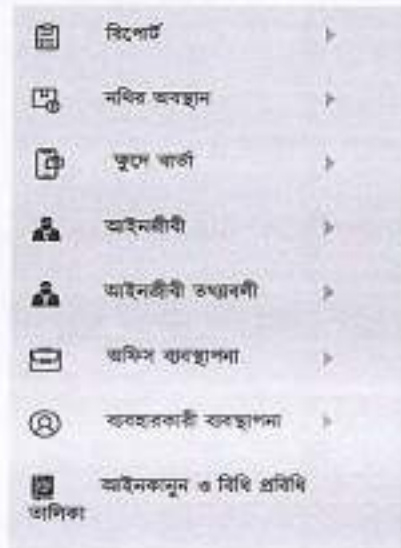 রিপোর্ট
নথির অবস্থান
ক্ষুদে বার্তা
আইনজীবী
আইনজীবী তথ্যাবলী
অফিস ব্যবস্থাপনা
ব্যবহারকারী ব্যবস্থাপনা
আইনকানুন ও বিধি প্রবিধি
তালিকা